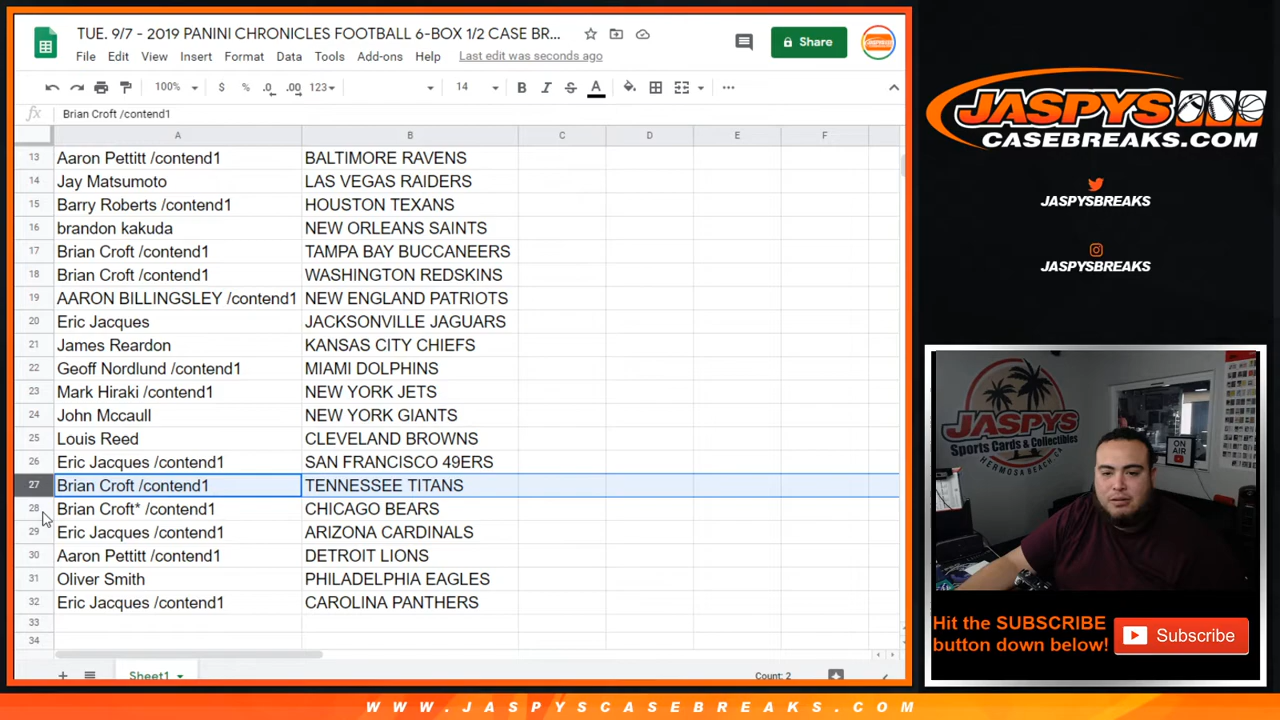 TUE. 9/7 - 2019 PANINI CHRONICLES FOOTBALL 6-BOX 1/2 CASE BR...
Share
File Edit View Insert Format Data Tools Add-ons Help Last edit was seconds ago
100% $ % .0 .00 123 14 B I S A
fx Brian Croft /contend1
A B C D E F
13 Aaron Pettitt /contend1 BALTIMORE RAVENS
14 Jay Matsumoto LAS VEGAS RAIDERS
15 Barry Roberts /contend1 HOUSTON TEXANS
16 brandon kakuda NEW ORLEANS SAINTS
17 Brian Croft /contend1 TAMPA BAY BUCCANEERS
18 Brian Croft /contend1 WASHINGTON REDSKINS
19 AARON BILLINGSLEY /contend1 NEW ENGLAND PATRIOTS
20 Eric Jacques JACKSONVILLE JAGUARS
21 James Reardon KANSAS CITY CHIEFS
22 Geoff Nordlund /contend1 MIAMI DOLPHINS
23 Mark Hiraki /contend1 NEW YORK JETS
24 John Mccaull NEW YORK GIANTS
25 Louis Reed CLEVELAND BROWNS
26 Eric Jacques /contend1 SAN FRANCISCO 49ERS
27 Brian Croft /contend1 TENNESSEE TITANS
28 Brian Croft* /contend1 CHICAGO BEARS
29 Eric Jacques /contend1 ARIZONA CARDINALS
30 Aaron Pettitt /contend1 DETROIT LIONS
31 Oliver Smith PHILADELPHIA EAGLES
32 Eric Jacques /contend1 CAROLINA PANTHERS
33
34
Sheet1
Count: 2
JASPYS
CASEBREAKS.COM
JASPYSBREAKS
JASPYSBREAKS
JASPYS
Sports Cards & Collectibles
HERMOSA BEACH, CA
ON AIR
Hit the SUBSCRIBE
button down below!
Subscribe
WWW.JASPYSCASEBREAKS.COM